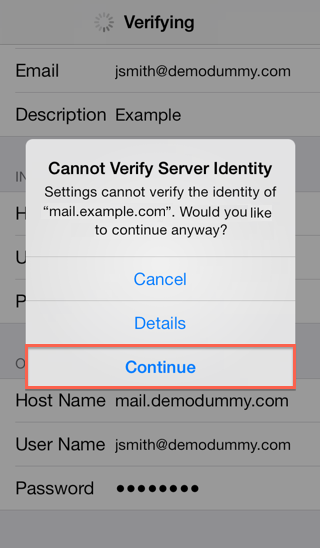 Verifying
Email jsmith@demodummy.com
Description Example
Cannot Verify Server Identity
Settings cannot verify the identity of
“mail.example.com”. Would you like
to continue anyway?
Cancel
Details
Continue
Host Name mail.demodummy.com
User Name jsmith@demodummy.com
Password ●●●●●●●●